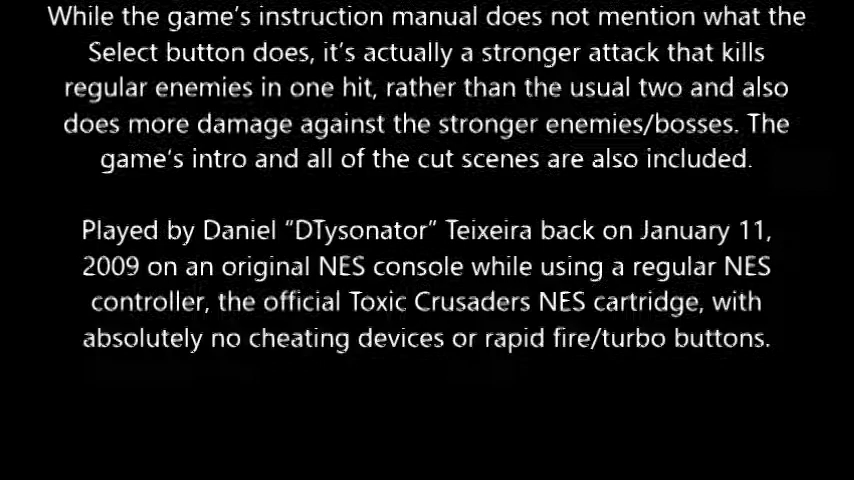 While the game's instruction manual does not mention what the
Select button does, it's actually a stronger attack that kills
regular enemies in one hit, rather than the usual two and also
does more damage against the stronger enemies/bosses. The
game's intro and all of the cut scenes are also included.
Played by Daniel “DTysonator” Teixeira back on January 11,
2009 on an original NES console while using a regular NES
controller, the official Toxic Crusaders NES cartridge, with
absolutely no cheating devices or rapid fire/turbo buttons.